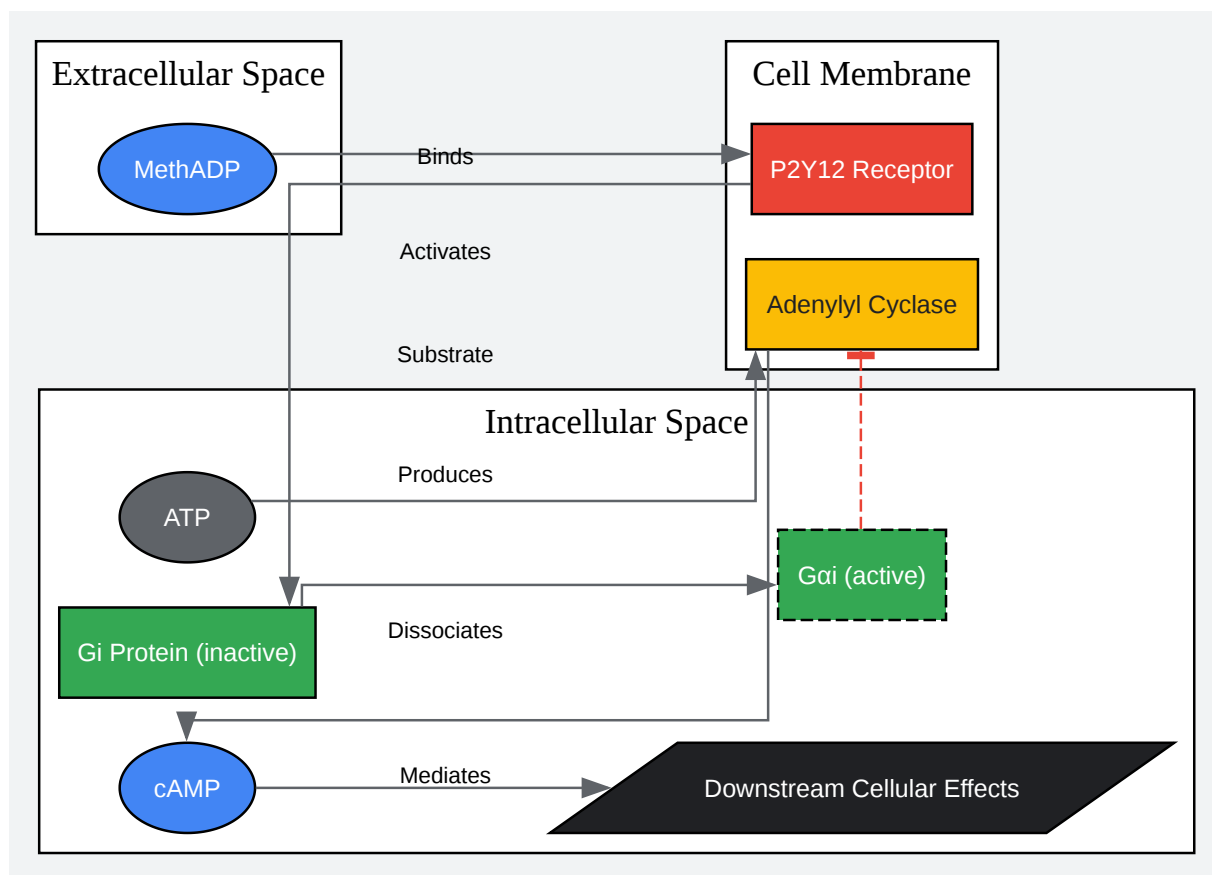 Extracellular Space
Cell Membrane
MethADP
Binds
P2Y12 Receptor
Activates
Adenylyl Cyclase
Substrate
Intracellular Space
Produces
ATP
Gαi (active)
Dissociates
Gi Protein (inactive)
Mediates
cAMP
Downstream Cellular Effects